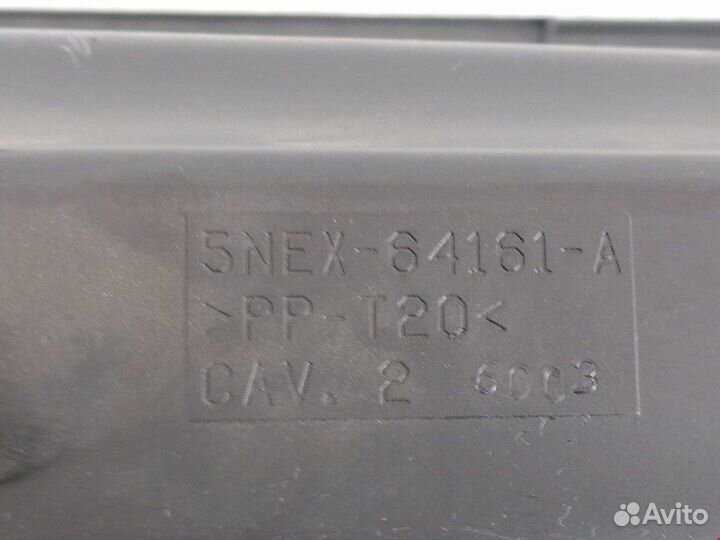 5NEX-64161-A
>PP-T20<
CAV. 2 6003
Avito